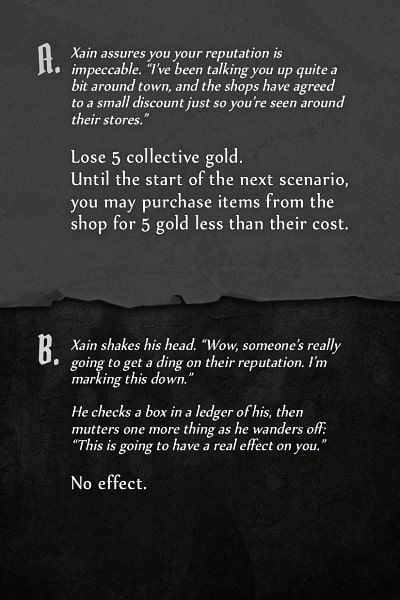 A. Xain assures you your reputation is
impeccable. “I’ve been talking you up quite a
bit around town, and the shops have agreed
to a small discount just so you’re seen around
their stores.”
Lose 5 collective gold.
Until the start of the next scenario,
you may purchase items from the
shop for 5 gold less than their cost.
B. Xain shakes his head. “Wow, someone’s really
going to get a ding on their reputation. I’m
marking this down.”
He checks a box in a ledger of his, then
mutters one more thing as he wanders off:
“This is going to have a real effect on you.”
No effect.